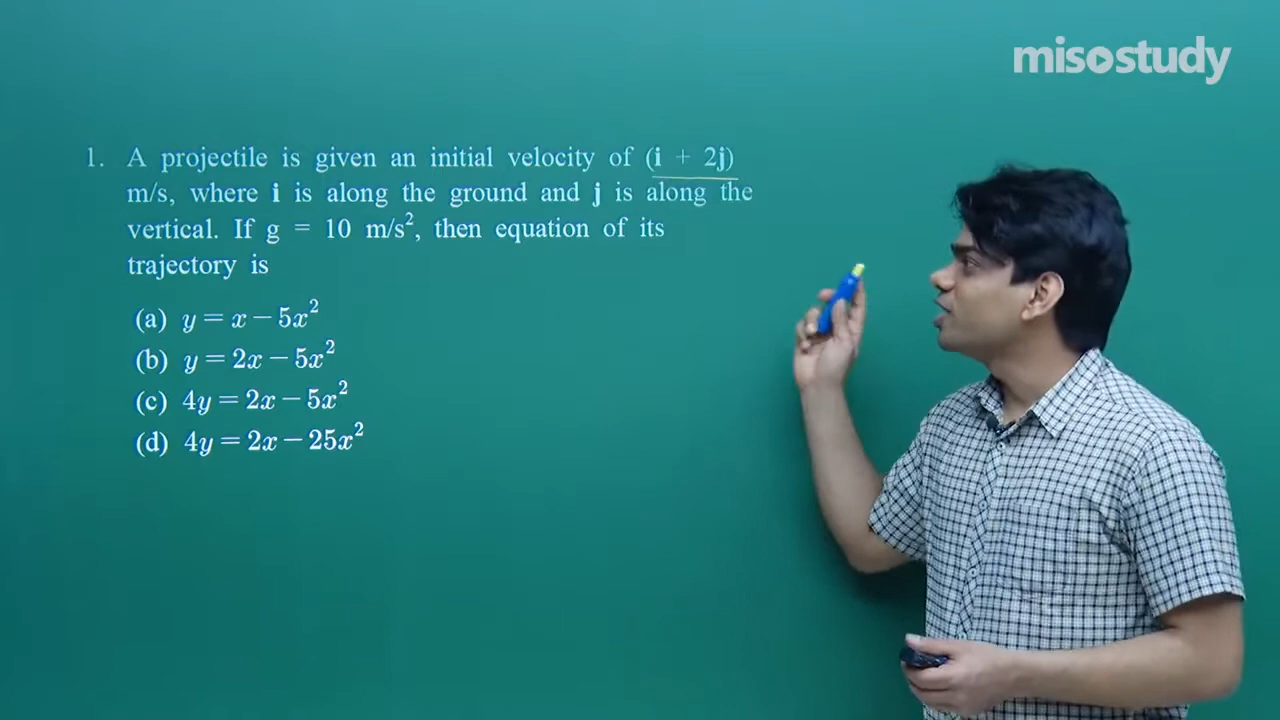 misostudy
1. A projectile is given an initial velocity of (i + 2j)
m/s, where i is along the ground and j is along the
vertical. If g = 10 m/s², then equation of its
trajectory is
(a) y = x − 5x²
(b) y = 2x − 5x²
(c) 4y = 2x − 5x²
(d) 4y = 2x − 25x²